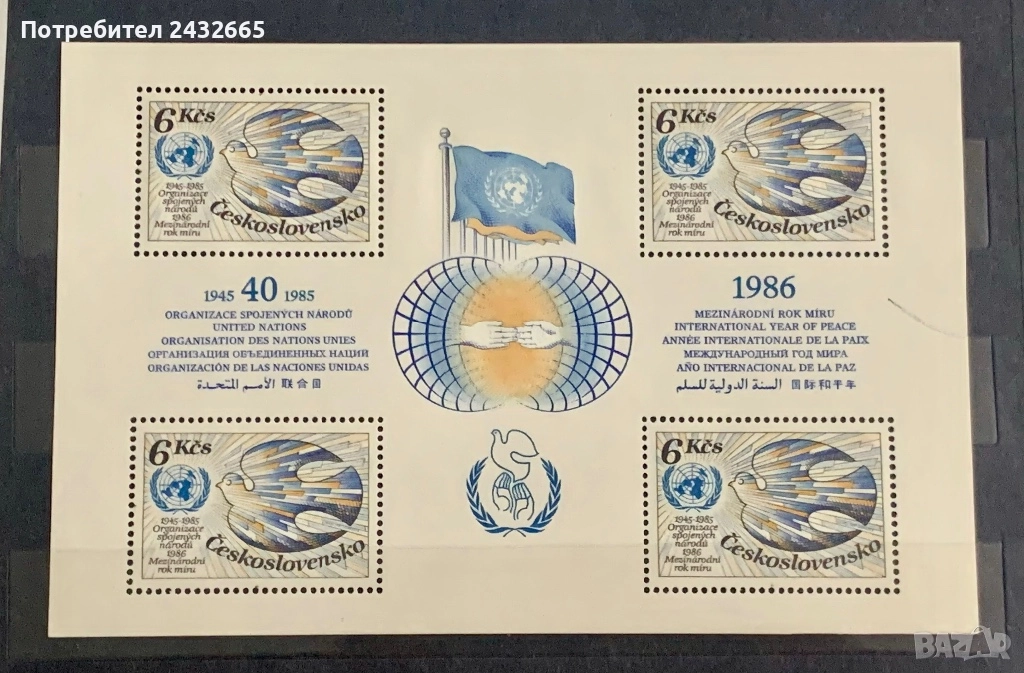 Потребител 2432665
6 Kčs
1945-1985
Organizace
spojených
národů
1986
Mezinárodní
rok míru
Československo
6 Kčs
1945-1985
Organizace
spojených
národů
1986
Mezinárodní
rok míru
Československo
1945 40 1985
ORGANIZACE SPOJENÝCH NÁRODŮ
UNITED NATIONS
ORGANISATION DES NATIONS UNIES
ОРГАНИЗАЦИЯ ОБЪЕДИНЕННЫХ НАЦИЙ
ORGANIZACIÓN DE LAS NACIONES UNIDAS
الأمم المتحدة 联合国
1986
MEZINÁRODNÍ ROK MÍRU
INTERNATIONAL YEAR OF PEACE
ANNÉE INTERNATIONALE DE LA PAIX
МЕЖДУНАРОДНЫЙ ГОД МИРА
AÑO INTERNACIONAL DE LA PAZ
السنة الدولية للسلم 国际和平年
6 Kčs
1945-1985
Organizace
spojených
národů
1986
Mezinárodní
rok míru
Československo
6 Kčs
1945-1985
Organizace
spojených
národů
1986
Mezinárodní
rok míru
Československo
BAZAR